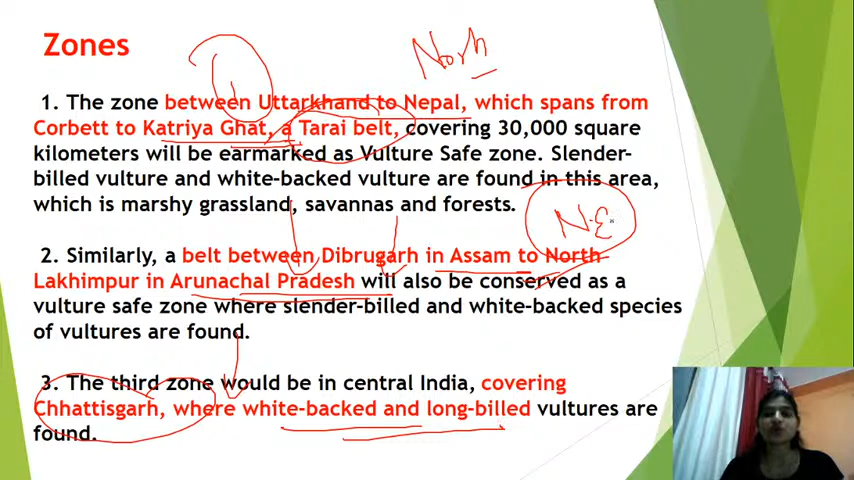 Zones
Norh
1. The zone between Uttarkhand to Nepal, which spans from
Corbett to Katriya Ghat, a Tarai belt, covering 30,000 square
kilometers will be earmarked as Vulture Safe zone. Slender-
billed vulture and white-backed vulture are found in this area,
which is marshy grassland, savannas and forests.
N.E
2. Similarly, a belt between Dibrugarh in Assam to North
Lakhimpur in Arunachal Pradesh will also be conserved as a
vulture safe zone where slender-billed and white-backed species
of vultures are found.
3. The third zone would be in central India, covering
Chhattisgarh, where white-backed and long-billed vultures are
found.